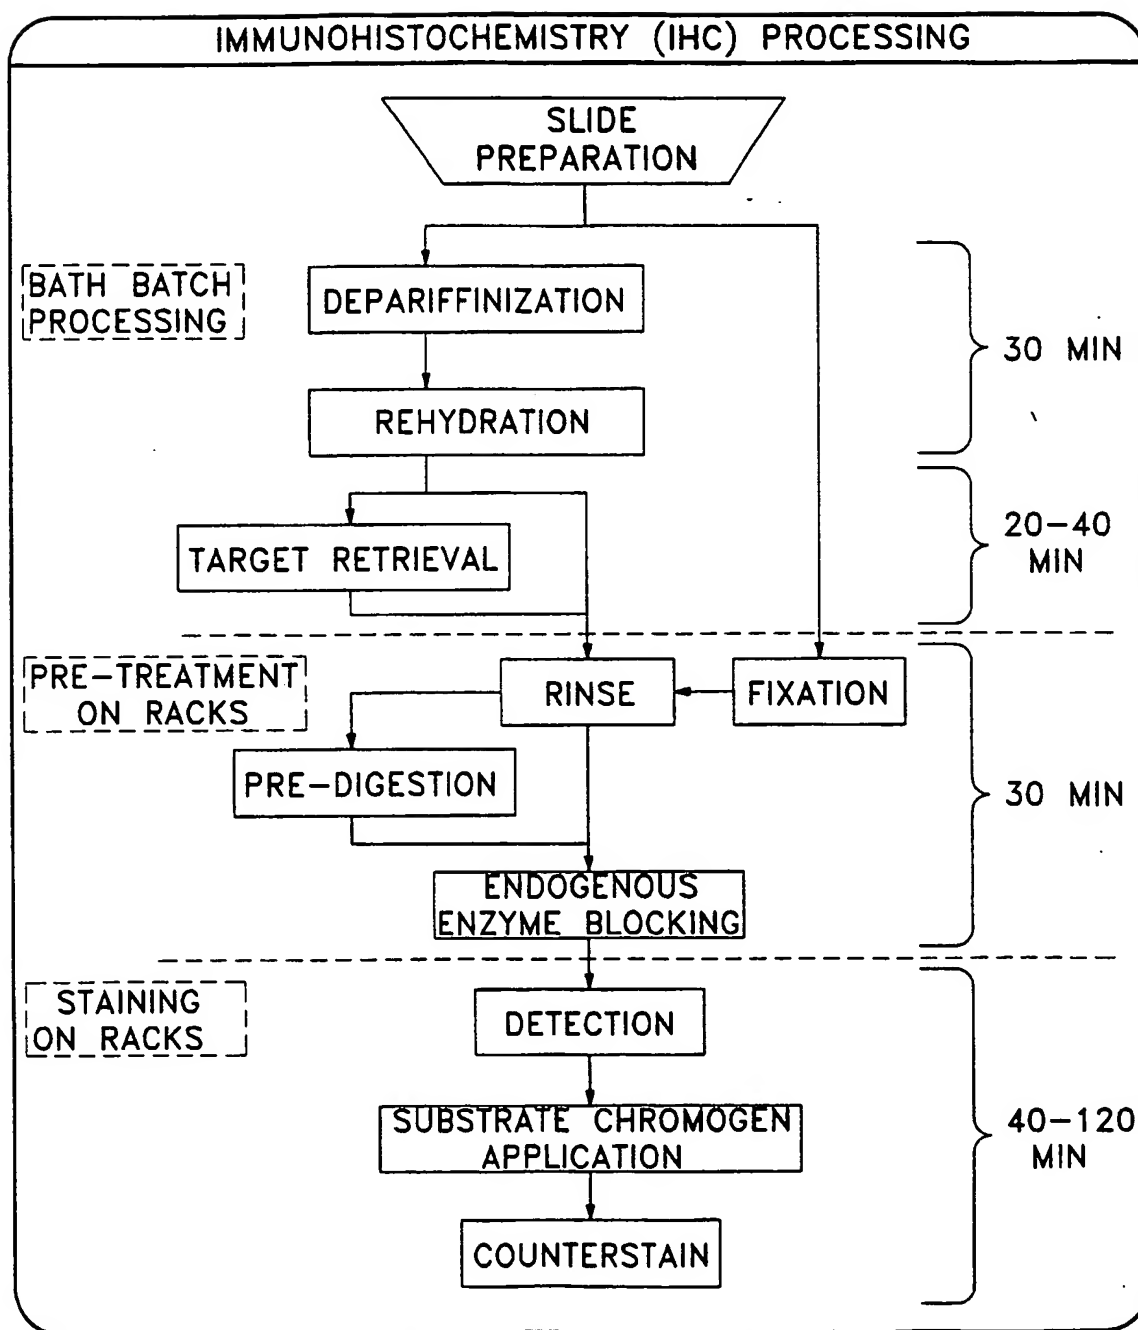 IMMUNOHISTOCHEMISTRY (IHC) PROCESSING
SLIDE
PREPARATION
BATH BATCH
PROCESSING
DEPARIFFINIZATION
30 MIN
REHYDRATION
TARGET RETRIEVAL
20-40
MIN
PRE-TREATMENT
ON RACKS
RINSE
FIXATION
PRE-DIGESTION
30 MIN
ENDOGENOUS
ENZYME BLOCKING
STAINING
ON RACKS
DETECTION
SUBSTRATE CHROMOGEN
APPLICATION
40-120
MIN
COUNTERSTAIN